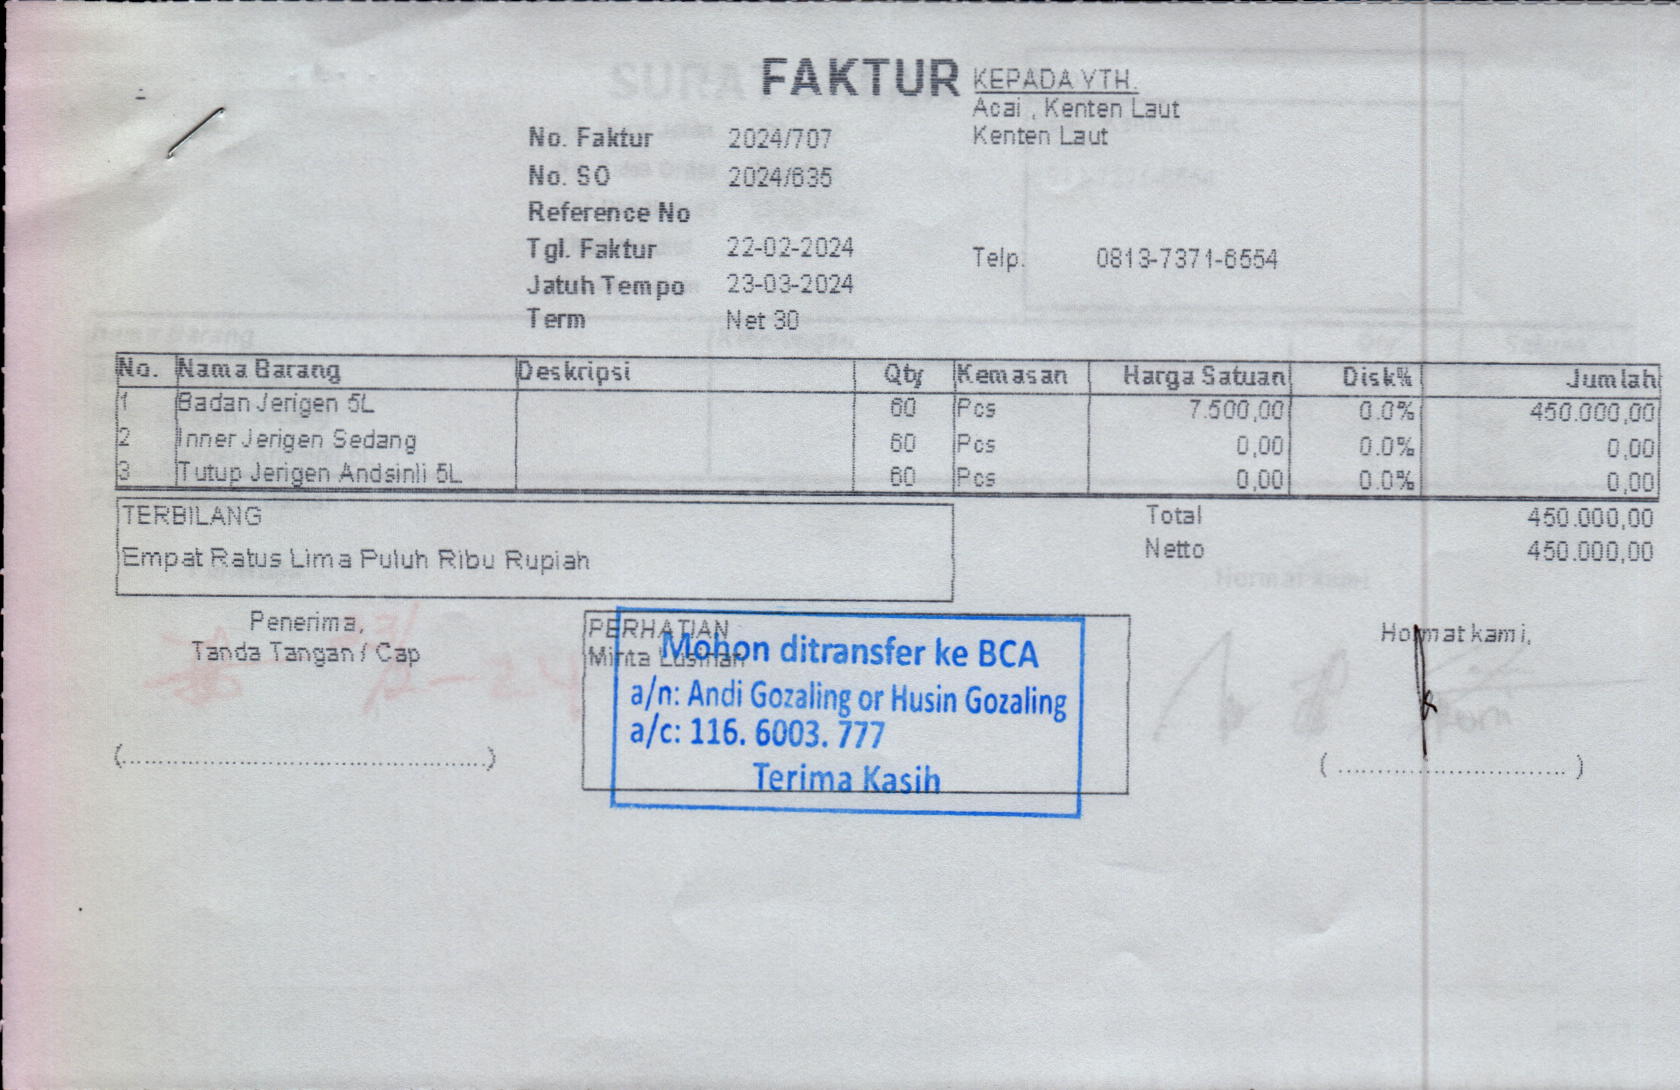 FAKTUR
No. Faktur 2024/707
No. SO 2024/635
Reference No
Tgl. Faktur 22-02-2024
Jatuh Tempo 23-03-2024
Term Net 30
KEPADA YTH.
Acai , Kenten Laut
Kenten Laut
Telp. 0813-7371-6554
No. Nama Barang Deskripsi Qty Kemasan Harga Satuan Disk% Jumlah
1 Badan Jerigen 5L 60 Pcs 7.500,00 0.0% 450.000,00
2 Inner Jerigen Sedang 60 Pcs 0,00 0.0% 0,00
3 Tutup Jerigen Andsinli 5L 60 Pcs 0,00 0.0% 0,00
TERBILANG
Empat Ratus Lima Puluh Ribu Rupiah
Total 450.000,00
Netto 450.000,00
Penerima,
Tanda Tangan / Cap
(................................................)
PERHATIAN
Minta
Mohon ditransfer ke BCA
a/n: Andi Gozaling or Husin Gozaling
a/c: 116. 6003. 777
Terima Kasih
Hormat kami,
( .............................. )